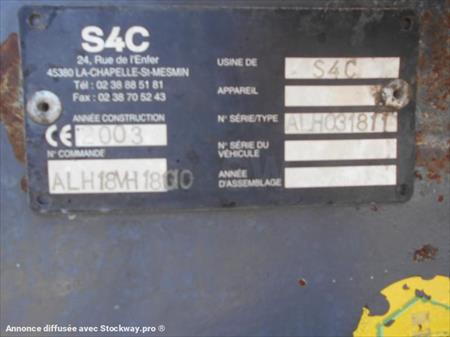 S4C
24, Rue de l'Enfer
45380 LA-CHAPELLE-St-MESMIN
Tél : 02 38 88 51 81
Fax : 02 38 70 52 43
ANNÉE CONSTRUCTION
CE 2003
N° COMMANDE
USINE DE S4C
APPAREIL
N° SÉRIE/TYPE ALH031811
N° SÉRIE DU
VÉHICULE
ANNÉE
D'ASSEMBLAGE
Annonce diffusée avec Stockway.pro ®